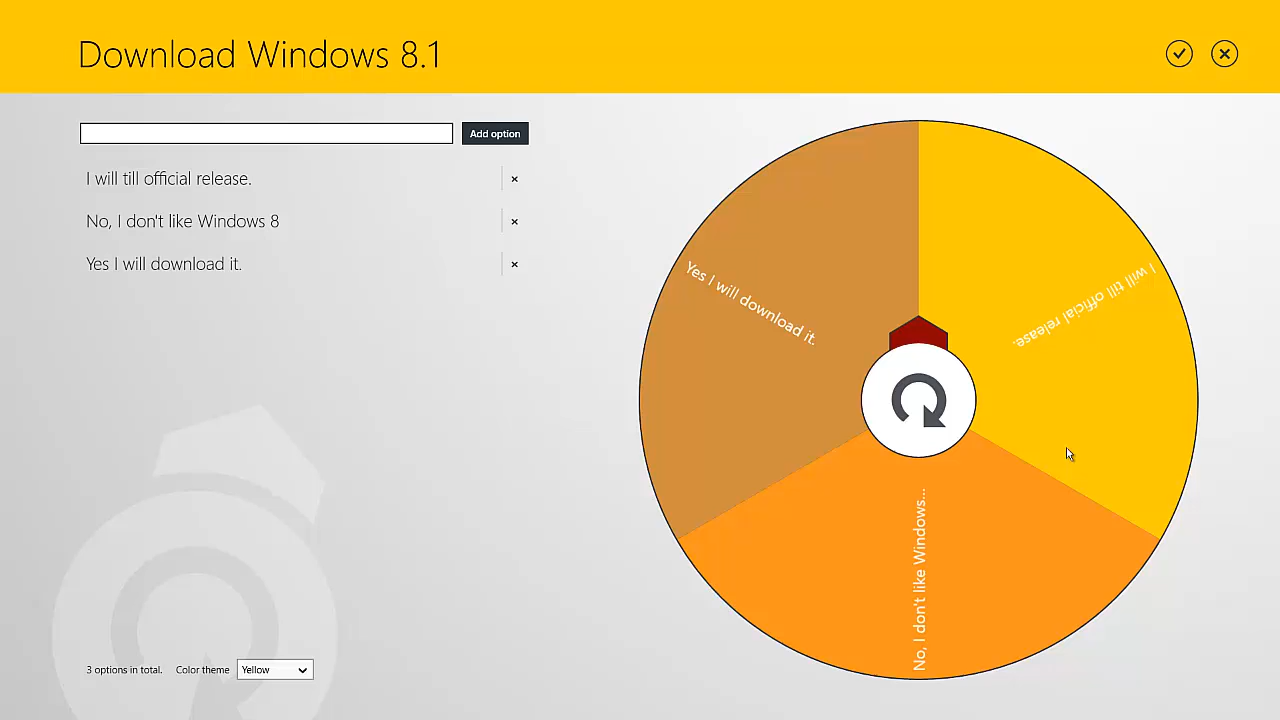 Download Windows 8.1
Add option
I will till official release.
No, I don't like Windows 8
Yes I will download it.
3 options in total. Color theme Yellow
Yes I will download it.
I will till official release.
No, I don't like Windows...